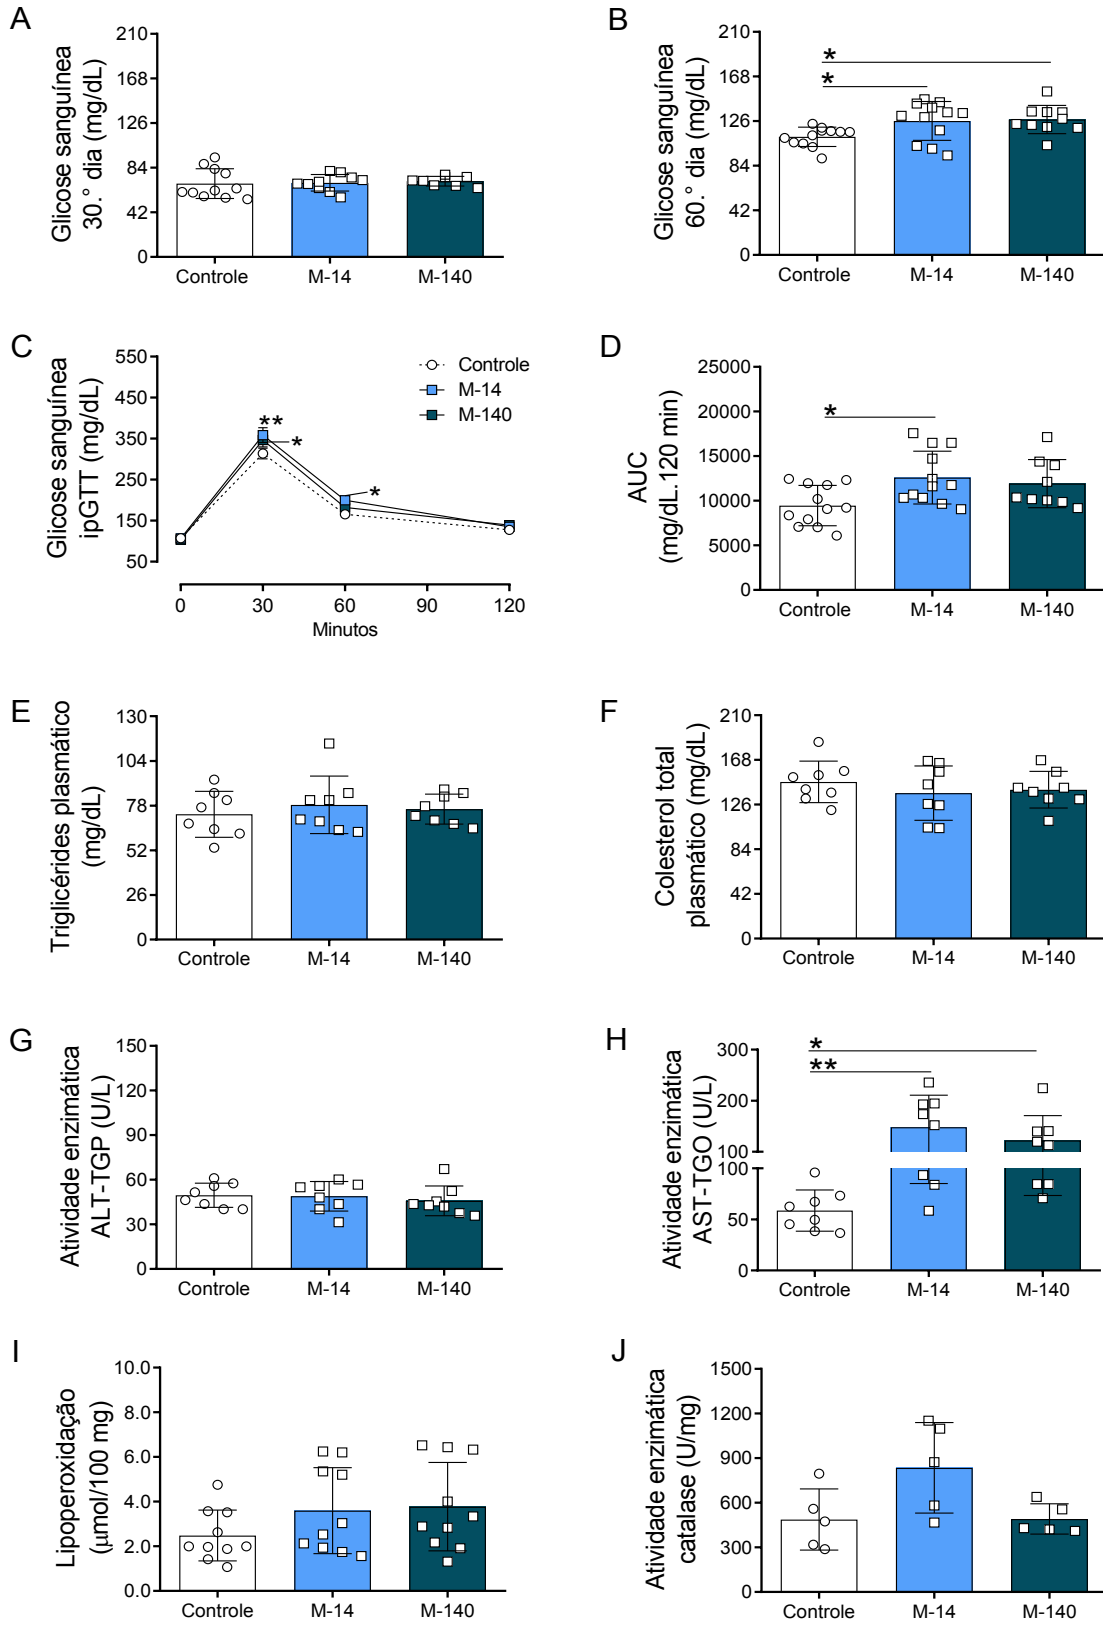 A
Glicose sanguínea
30.° dia (mg/dL)
210
168
126
84
42
0
Controle
M-14
M-140
B
Glicose sanguínea
60.° dia (mg/dL)
210
168
126
84
42
0
*
*
Controle
M-14
M-140
C
Glicose sanguínea
ipGTT (mg/dL)
550
450
350
250
150
50
Controle
M-14
M-140
**
*
*
0
30
60
90
120
Minutos
D
AUC
(mg/dL.120 min)
25000
20000
15000
10000
5000
0
*
Controle
M-14
M-140
E
Triglicérides plasmático
(mg/dL)
130
104
78
52
26
0
Controle
M-14
M-140
F
Colesterol total
plasmático (mg/dL)
210
168
126
84
42
0
Controle
M-14
M-140
G
Atividade enzimática
ALT-TGP (U/L)
150
120
90
60
30
0
Controle
M-14
M-140
H
Atividade enzimática
AST-TGO (U/L)
300
200
100
100
50
0
*
**
Controle
M-14
M-140
I
Lipoperoxidação
(µmol/100 mg)
10.0
8.0
6.0
4.0
2.0
0.0
Controle
M-14
M-140
J
Atividade enzimática
catalase (U/mg)
1500
1200
900
600
300
0
Controle
M-14
M-140